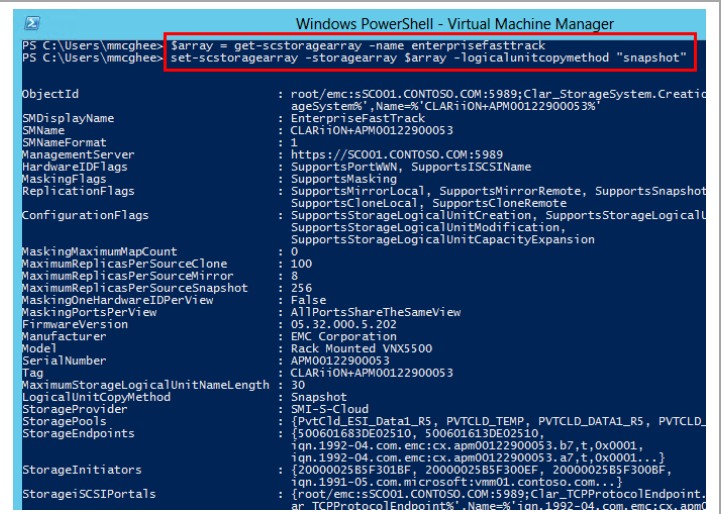 Windows PowerShell - Virtual Machine Manager
PS C:\Users\mmcghee> $array = get-scstoragearray -name enterprisefasttrack
PS C:\Users\mmcghee> set-scstoragearray -storagearray $array -logicalunitcopymethod "snapshot"
ObjectId : root/emc:sSCO01.CONTOSO.COM:5989;Clar_StorageSystem.Creatic
ageSystem%',Name=%'CLARiiON+APM00122900053%'
SMDisplayName : EnterpriseFastTrack
SMName : CLARiiON+APM00122900053
SMNameFormat : 1
ManagementServer : https://SCO01.CONTOSO.COM:5989
HardwareIDFlags : SupportsPortWWN, SupportsISCSIName
MaskingFlags : SupportsMasking
ReplicationFlags : SupportsMirrorLocal, SupportsMirrorRemote, SupportsSnapshot
SupportsCloneLocal, SupportsCloneRemote
ConfigurationFlags : SupportsStorageLogicalUnitCreation, SupportsStorageLogicalU
SupportsStorageLogicalUnitModification,
SupportsStorageLogicalUnitCapacityExpansion
MaskingMaximumMapCount : 0
MaximumReplicasPerSourceClone : 100
MaximumReplicasPerSourceMirror : 8
MaximumReplicasPerSourceSnapshot : 256
MaskingOneHardwareIDPerView : False
MaskingPortsPerView : AllPortsShareTheSameView
FirmwareVersion : 05.32.000.5.202
Manufacturer : EMC Corporation
Model : Rack Mounted VNX5500
SerialNumber : APM00122900053
Tag : CLARiiON+APM00122900053
MaximumStorageLogicalUnitNameLength : 30
LogicalUnitCopyMethod : Snapshot
StorageProvider : SMI-S-Cloud
StoragePools : {PvtCld_ESI_Data1_R5, PVTCLD_TEMP, PVTCLD_DATA1_R5, PVTCLD_
StorageEndpoints : {500601683DE02510, 500601613DE02510,
iqn.1992-04.com.emc:cx.apm00122900053.b7,t,0x0001,
iqn.1992-04.com.emc:cx.apm00122900053.a7,t,0x0001...}
StorageInitiators : {20000025B5F301BF, 20000025B5F300EF, 20000025B5F300BF,
iqn.1991-05.com.microsoft:vmm01.contoso.com...}
StorageiSCSIPortals : {root/emc:sSCO01.CONTOSO.COM:5989;Clar_TCPProtocolEndpoint.
ar_TCPProtocolEndpoint%',Name=%'iqn.1992-04.com.emc:cx.apm0